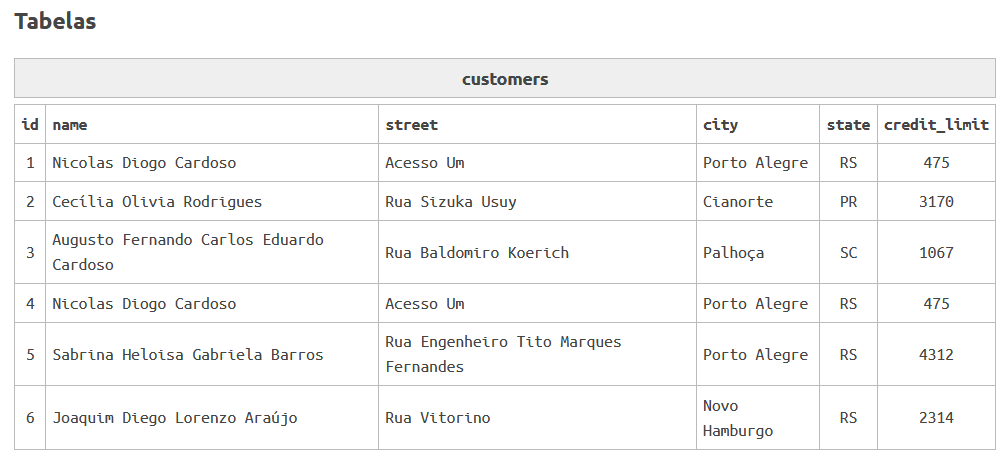 Tabelas
customers
id name street city state credit_limit
1 Nicolas Diogo Cardoso Acesso Um Porto Alegre RS 475
2 Cecília Olivia Rodrigues Rua Sizuka Usuy Cianorte PR 3170
3 Augusto Fernando Carlos Eduardo
Cardoso Rua Baldomiro Koerich Palhoça SC 1067
4 Nicolas Diogo Cardoso Acesso Um Porto Alegre RS 475
5 Sabrina Heloisa Gabriela Barros Rua Engenheiro Tito Marques
Fernandes Porto Alegre RS 4312
6 Joaquim Diego Lorenzo Araújo Rua Vitorino Novo
Hamburgo RS 2314